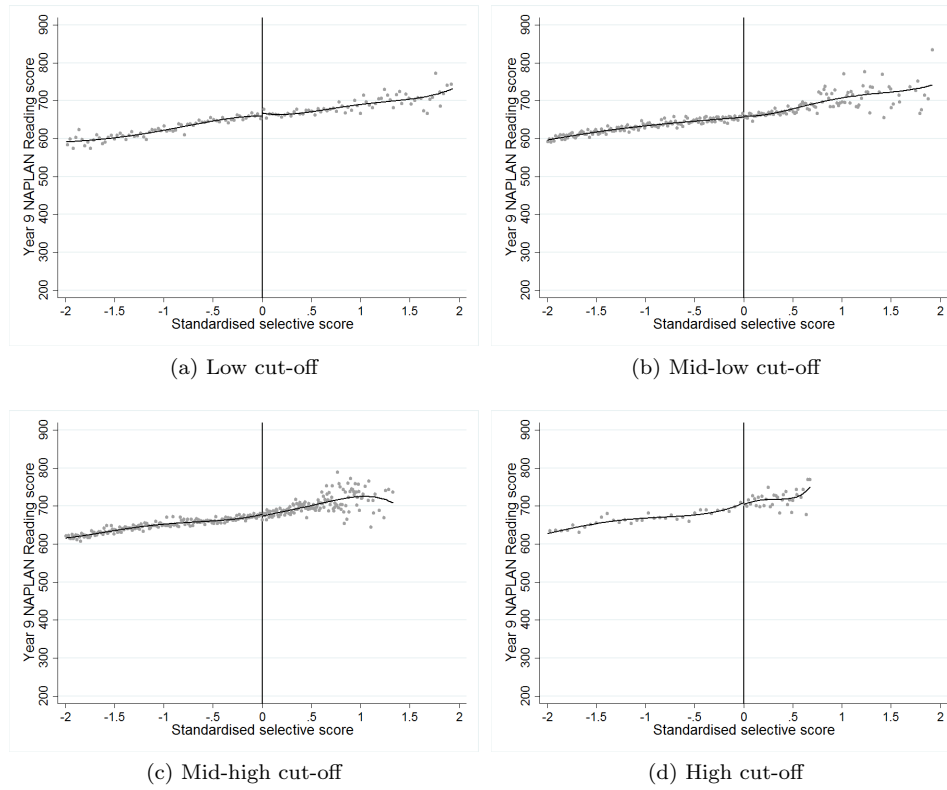 Year 9 NAPLAN Reading score
900
800
700
600
500
400
300
200
-2 -1.5 -1 -.5 0 .5 1 1.5 2
Standardised selective score
(a) Low cut-off
Year 9 NAPLAN Reading score
900
800
700
600
500
400
300
200
-2 -1.5 -1 -.5 0 .5 1 1.5 2
Standardised selective score
(b) Mid-low cut-off
Year 9 NAPLAN Reading score
900
800
700
600
500
400
300
200
-2 -1.5 -1 -.5 0 .5 1 1.5 2
Standardised selective score
(c) Mid-high cut-off
Year 9 NAPLAN Reading score
900
800
700
600
500
400
300
200
-2 -1.5 -1 -.5 0 .5 1 1.5 2
Standardised selective score
(d) High cut-off